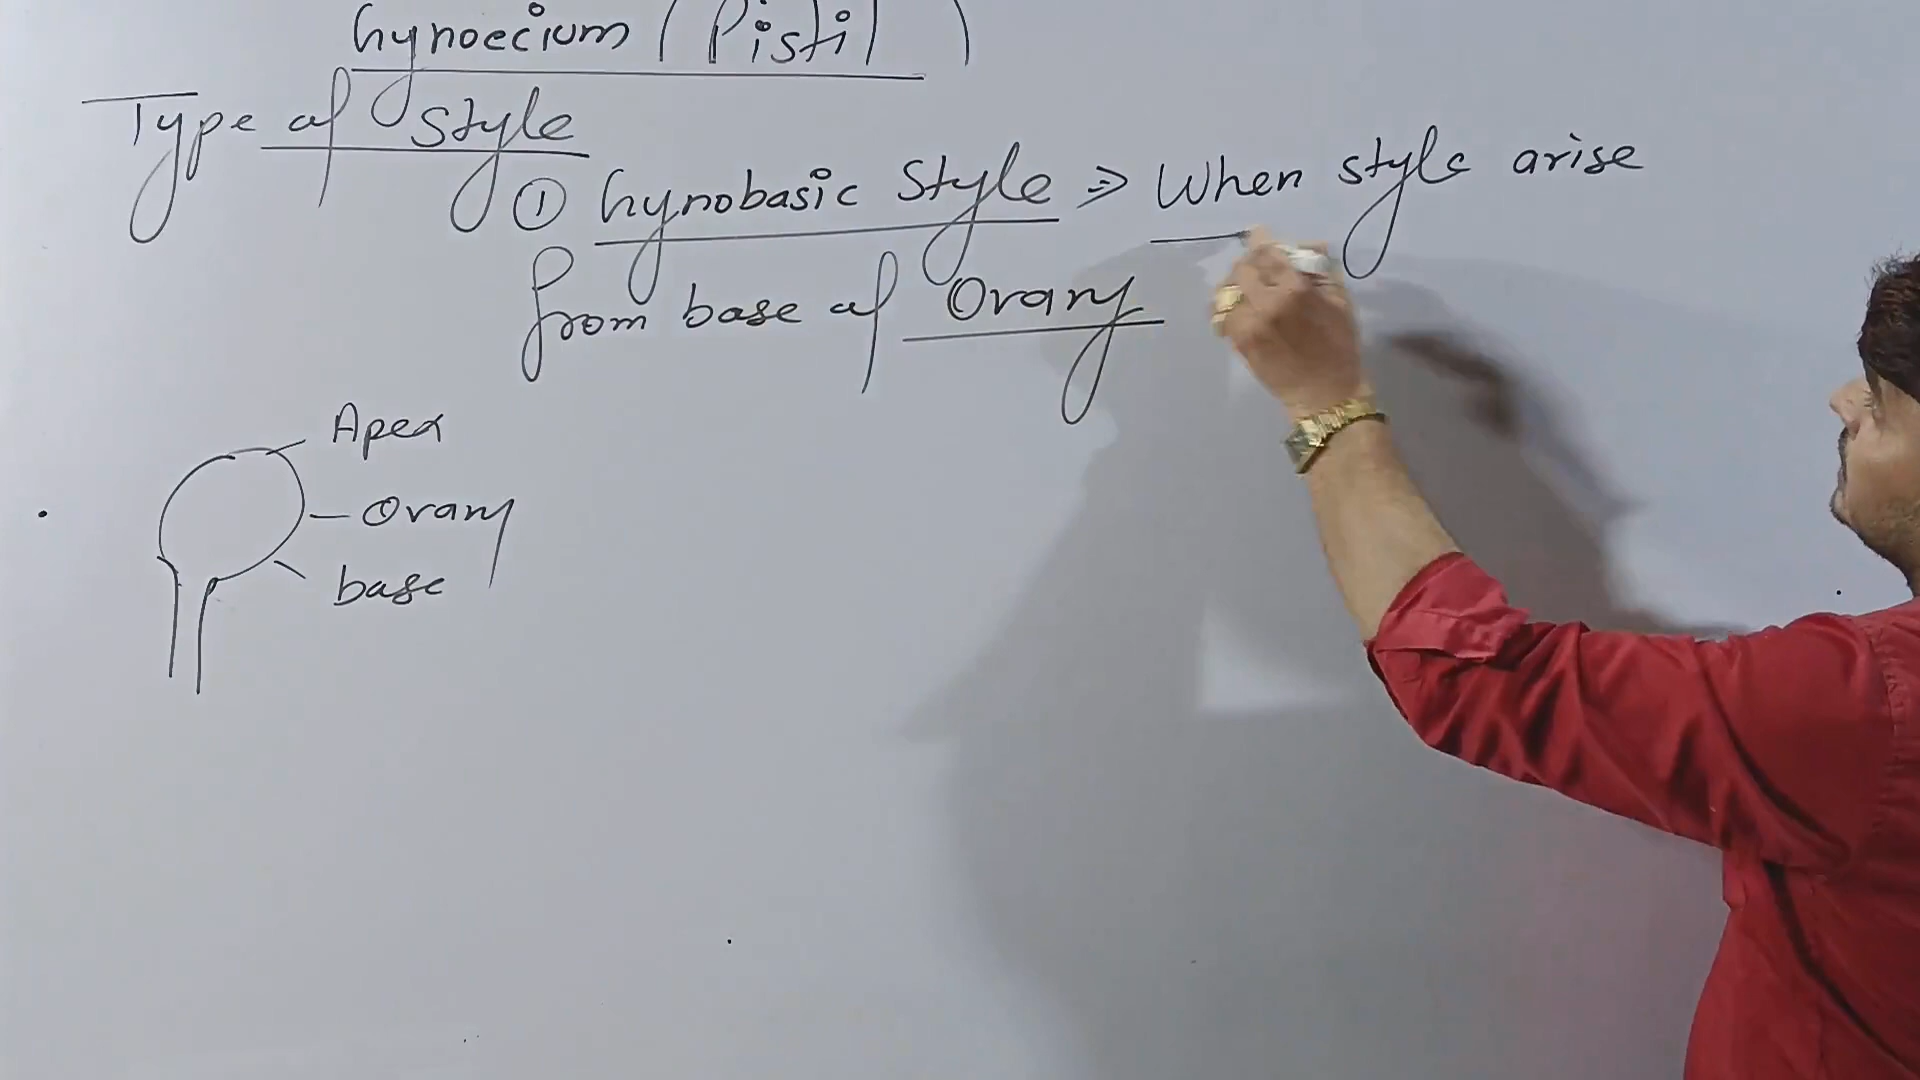 Gynoecium (Pistil)
Type of Style
① Gynobasic Style ⇒ When style arise
from base of Ovary
Apex
Ovary
base